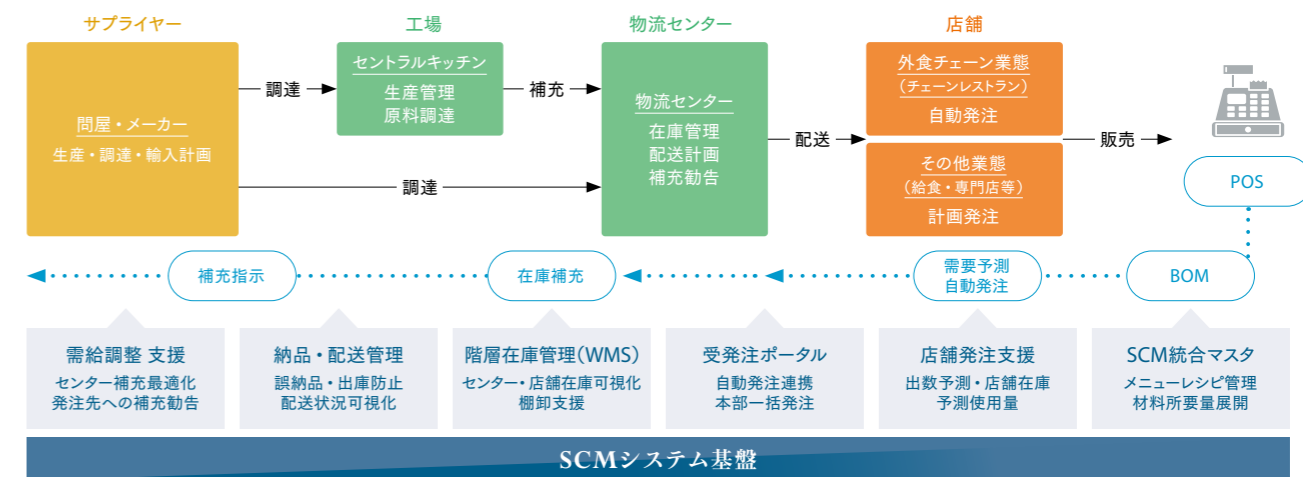 サプライヤー
工場
物流センター
店舗
問屋・メーカー
生産・調達・輸入計画
調達
セントラルキッチン
生産管理
原料調達
補充
調達
物流センター
在庫管理
配送計画
補充勧告
配送
外食チェーン業態
(チェーンレストラン)
自動発注
その他業態
(給食・専門店等)
計画発注
販売
POS
補充指示
在庫補充
需要予測
自動発注
BOM
需給調整 支援
センター補充最適化
発注先への補充勧告
納品・配送管理
誤納品・出庫防止
配送状況可視化
階層在庫管理(WMS)
センター・店舗在庫可視化
棚卸支援
受発注ポータル
自動発注連携
本部一括発注
店舗発注支援
出数予測・店舗在庫
予測使用量
SCM統合マスタ
メニューレシピ管理
材料所要量展開
SCMシステム基盤